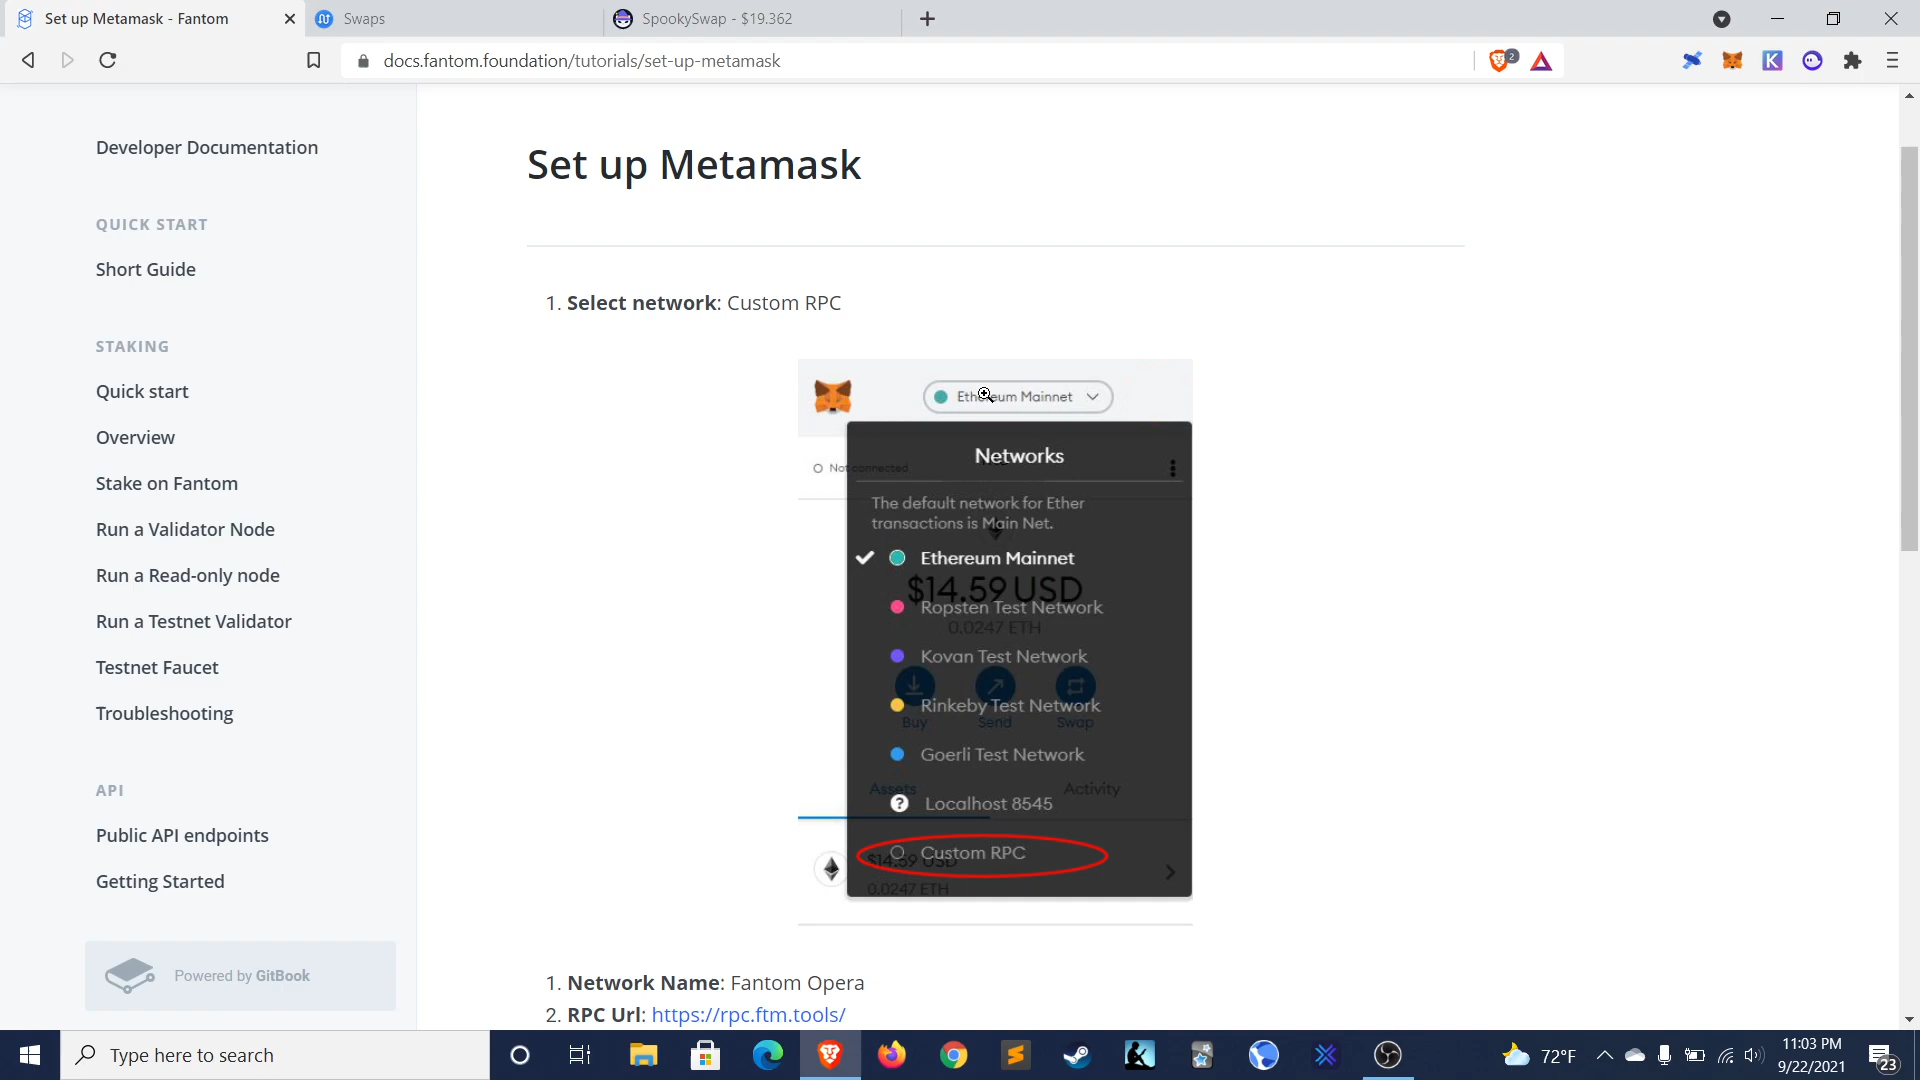 Set up Metamask - Fantom
Swaps
SpookySwap - $19.362
docs.fantom.foundation/tutorials/set-up-metamask
2
K
Developer Documentation
QUICK START
Short Guide
STAKING
Quick start
Overview
Stake on Fantom
Run a Validator Node
Run a Read-only node
Run a Testnet Validator
Testnet Faucet
Troubleshooting
API
Public API endpoints
Getting Started
Powered by GitBook
Set up Metamask
1. Select network: Custom RPC
Ethereum Mainnet
Networks
Not connected
The default network for Ether
transactions is Main Net.
Ethereum Mainnet
$14.59 USD
Ropsten Test Network
0.0247 ETH
Kovan Test Network
Rinkeby Test Network
Buy Send Swap
Goerli Test Network
Assets Activity
? Localhost 8545
Custom RPC
$14.59 USD
0.0247 ETH
1. Network Name: Fantom Opera
2. RPC Url: https://rpc.ftm.tools/
Type here to search
72°F
11:03 PM
9/22/2021
23